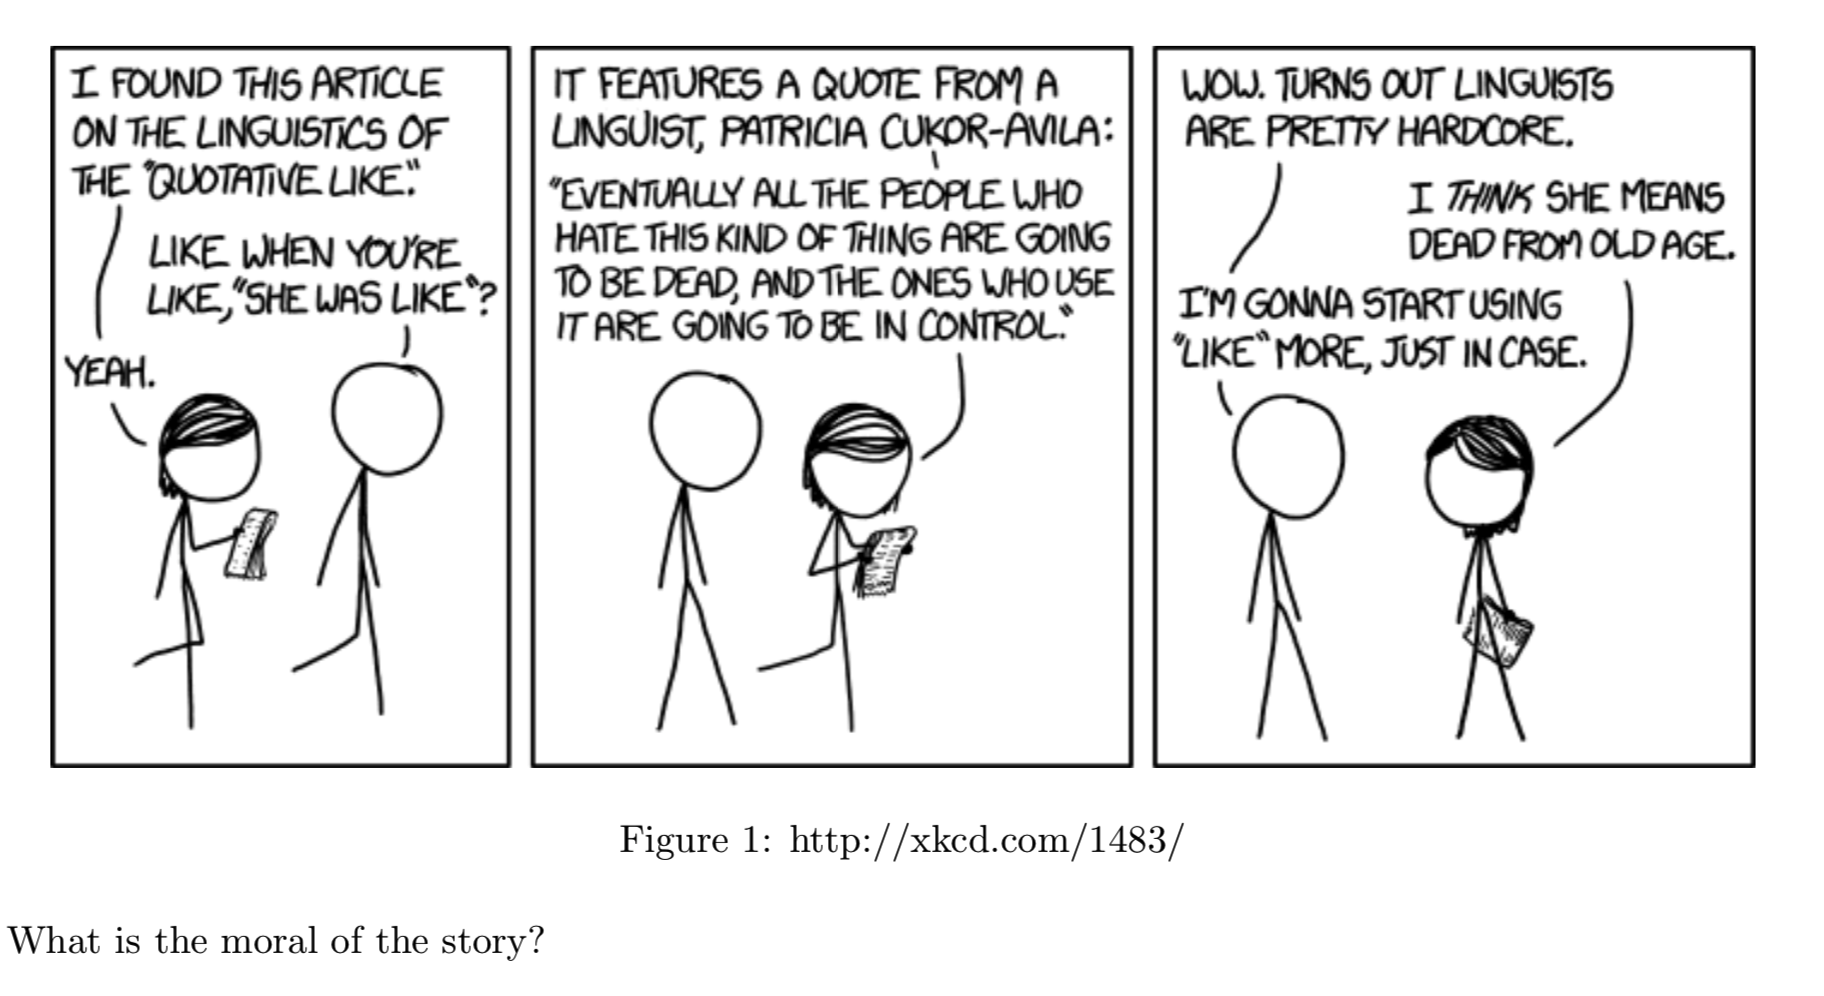 I FOUND THIS ARTICLE
ON THE LINGUISTICS OF
THE "QUOTATIVE LIKE."
LIKE WHEN YOU'RE
LIKE, "SHE WAS LIKE"?
YEAH.
IT FEATURES A QUOTE FROM A
LINGUIST, PATRICIA CUKOR-AVILA:
"EVENTUALLY ALL THE PEOPLE WHO
HATE THIS KIND OF THING ARE GOING
TO BE DEAD, AND THE ONES WHO USE
IT ARE GOING TO BE IN CONTROL."
WOW. TURNS OUT LINGUISTS
ARE PRETTY HARDCORE.
I THINK SHE MEANS
DEAD FROM OLD AGE.
I'M GONNA START USING
"LIKE" MORE, JUST IN CASE.
Figure 1: http://xkcd.com/1483/
What is the moral of the story?